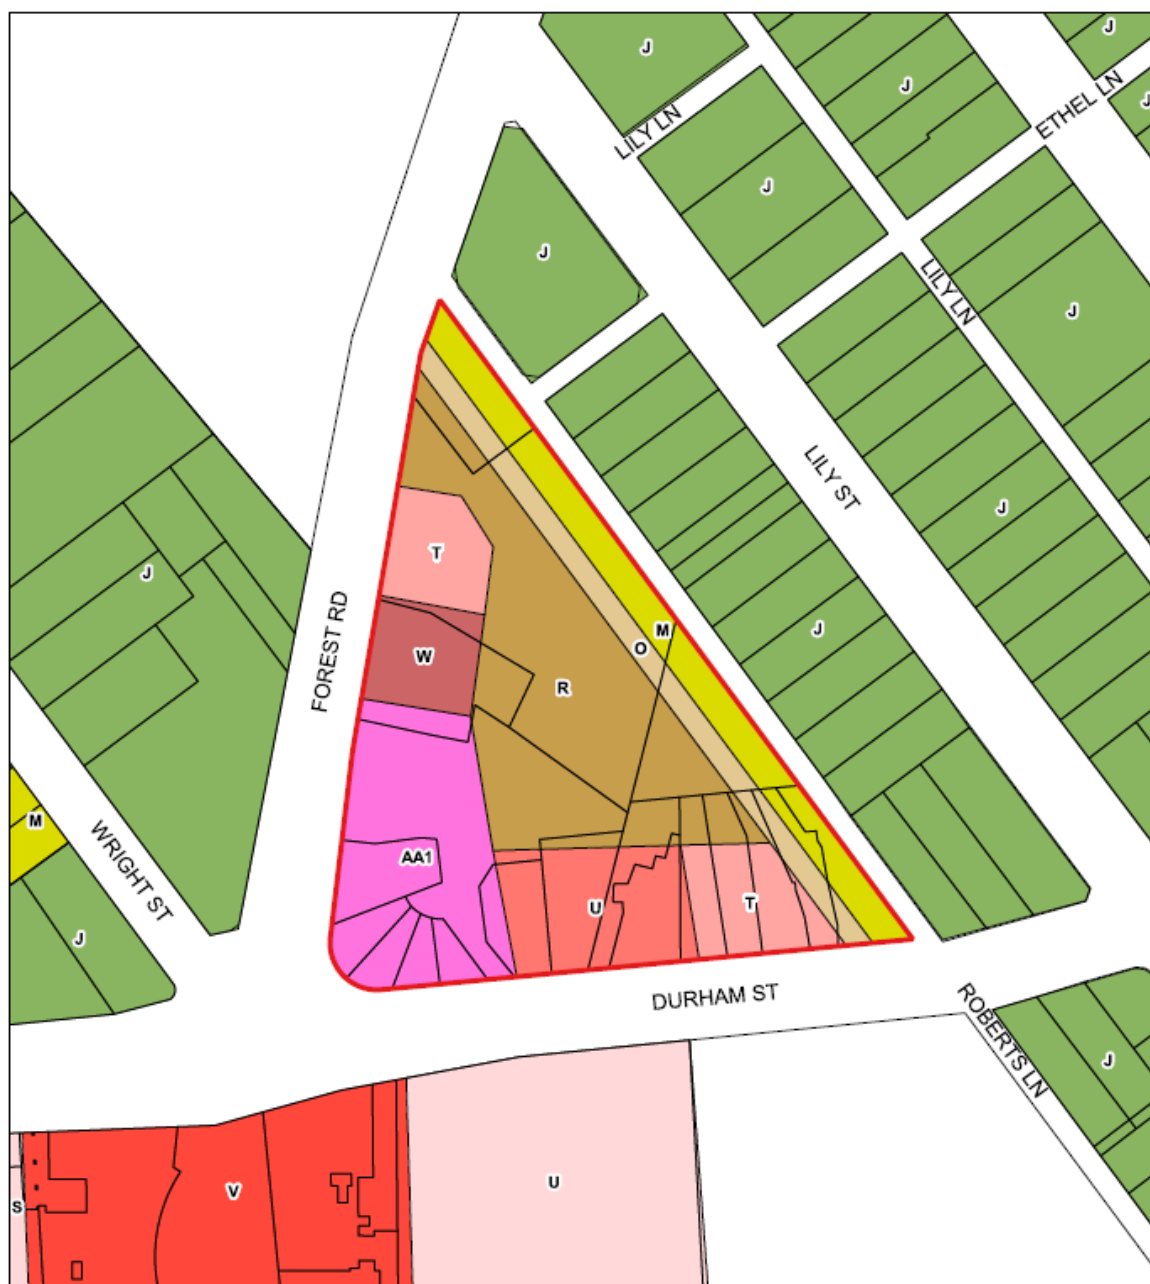 J
J
J
LILY LN
ETHEL LN
J
J
J
LILY LN
J
T
LILY ST
J
J
FOREST RD
M
O
J
W
R
M
WRIGHT ST
AA1
U
T
J
DURHAM ST
ROBERTS LN
J
V
U
S